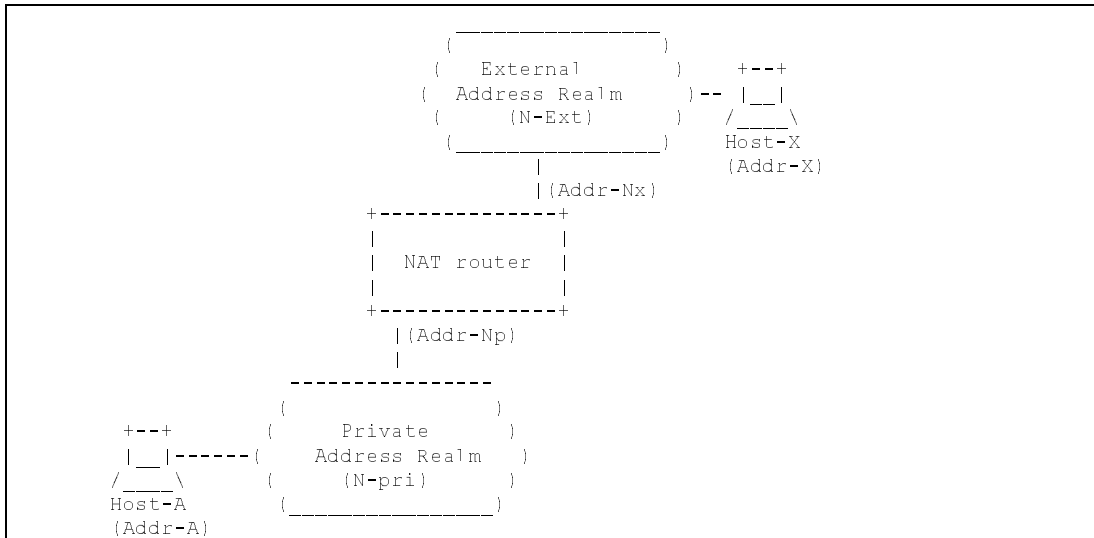 External
Address Realm
(N-Ext)
Host-X
(Addr-X)
(Addr-Nx)
NAT router
(Addr-Np)
Private
Address Realm
(N-pri)
Host-A
(Addr-A)